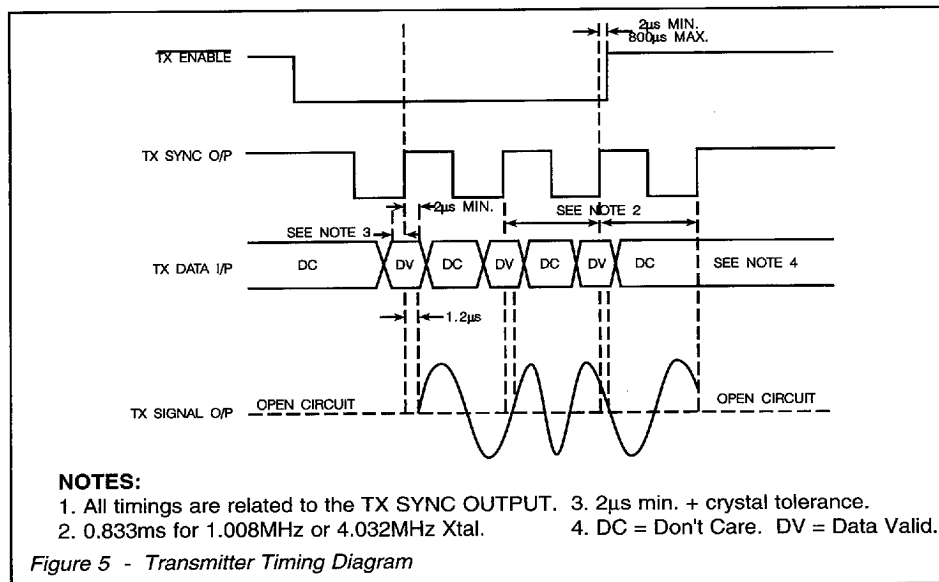 2µs MIN.
800µs MAX.
TX ENABLE
TX SYNC O/P
2µs MIN.
SEE NOTE 2
SEE NOTE 3
TX DATA I/P
DC DV DC DV DC DV DC SEE NOTE 4
1.2µs
TX SIGNAL O/P OPEN CIRCUIT OPEN CIRCUIT
NOTES:
1. All timings are related to the TX SYNC OUTPUT. 3. 2µs min. + crystal tolerance.
2. 0.833ms for 1.008MHz or 4.032MHz Xtal. 4. DC = Don't Care. DV = Data Valid.
Figure 5 - Transmitter Timing Diagram